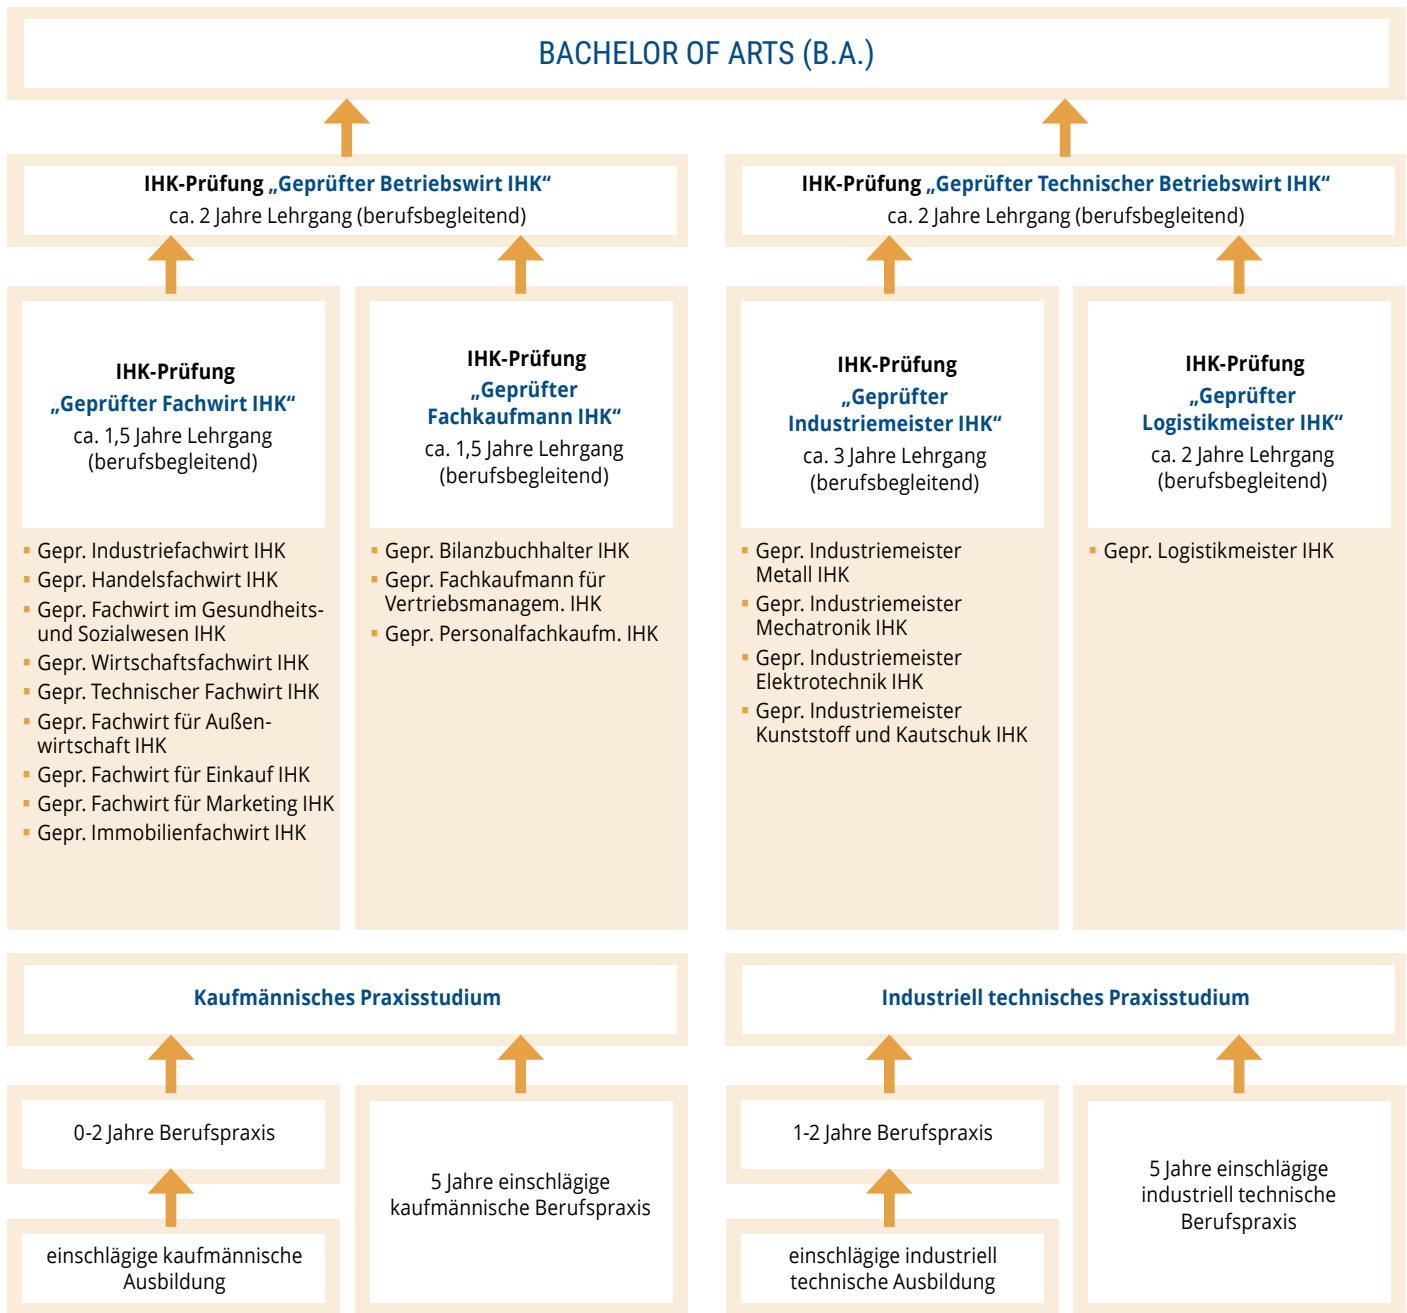 BACHELOR OF ARTS (B.A.)
IHK-Prüfung „Geprüfter Betriebswirt IHK“
ca. 2 Jahre Lehrgang (berufsbegleitend)
IHK-Prüfung „Geprüfter Technischer Betriebswirt IHK“
ca. 2 Jahre Lehrgang (berufsbegleitend)
IHK-Prüfung
„Geprüfter Fachwirt IHK“
ca. 1,5 Jahre Lehrgang
(berufsbegleitend)
▪ Gepr. Industriefachwirt IHK
▪ Gepr. Handelsfachwirt IHK
▪ Gepr. Fachwirt im Gesundheits-
und Sozialwesen IHK
▪ Gepr. Wirtschaftsfachwirt IHK
▪ Gepr. Technischer Fachwirt IHK
▪ Gepr. Fachwirt für Außen-
wirtschaft IHK
▪ Gepr. Fachwirt für Einkauf IHK
▪ Gepr. Fachwirt für Marketing IHK
▪ Gepr. Immobilienfachwirt IHK
IHK-Prüfung
„Geprüfter
Fachkaufmann IHK“
ca. 1,5 Jahre Lehrgang
(berufsbegleitend)
▪ Gepr. Bilanzbuchhalter IHK
▪ Gepr. Fachkaufmann für
Vertriebsmanagem. IHK
▪ Gepr. Personalfachkaufm. IHK
IHK-Prüfung
„Geprüfter
Industriemeister IHK“
ca. 3 Jahre Lehrgang
(berufsbegleitend)
▪ Gepr. Industriemeister
Metall IHK
▪ Gepr. Industriemeister
Mechatronik IHK
▪ Gepr. Industriemeister
Elektrotechnik IHK
▪ Gepr. Industriemeister
Kunststoff und Kautschuk IHK
IHK-Prüfung
„Geprüfter
Logistikmeister IHK“
ca. 2 Jahre Lehrgang
(berufsbegleitend)
▪ Gepr. Logistikmeister IHK
Kaufmännisches Praxisstudium
0-2 Jahre Berufspraxis
einschlägige kaufmännische
Ausbildung
5 Jahre einschlägige
kaufmännische Berufspraxis
Industriell technisches Praxisstudium
1-2 Jahre Berufspraxis
einschlägige industriell
technische Ausbildung
5 Jahre einschlägige
industriell technische
Berufspraxis